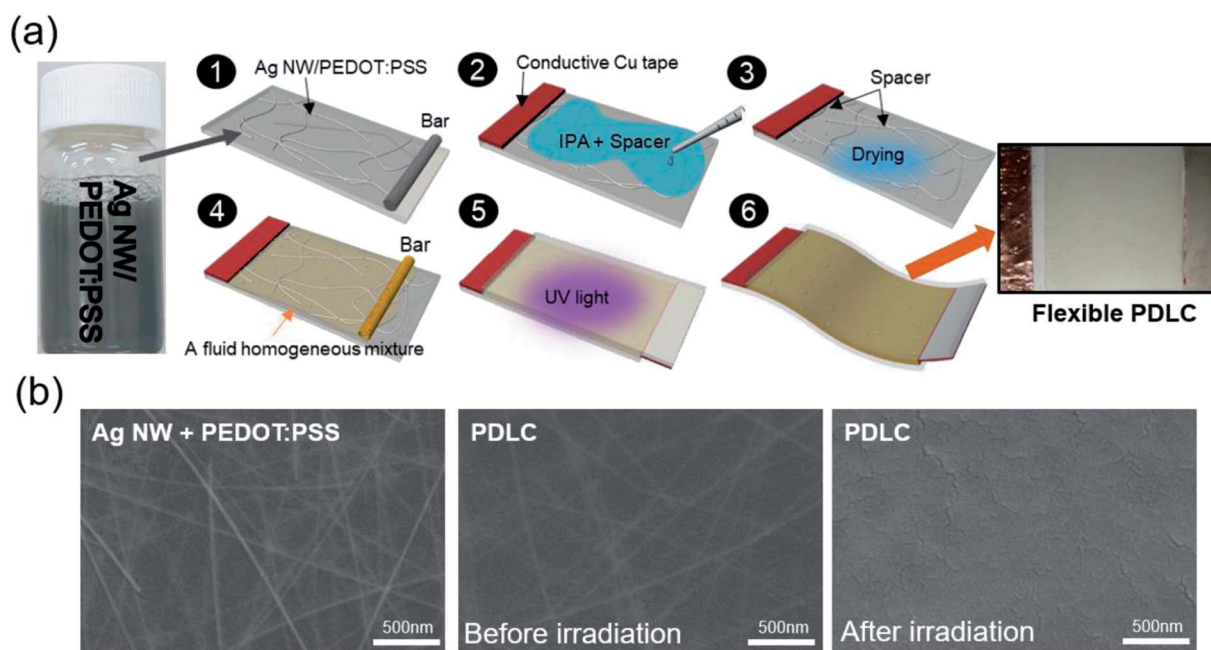 (a)
Ag NW/
PEDOT:PSS
1
Ag NW/PEDOT:PSS
Bar
2
Conductive Cu tape
IPA + Spacer
3
Spacer
Drying
4
Bar
A fluid homogeneous mixture
5
UV light
6
Flexible PDLC
(b)
Ag NW + PEDOT:PSS
500nm
PDLC
Before irradiation
500nm
PDLC
After irradiation
500nm